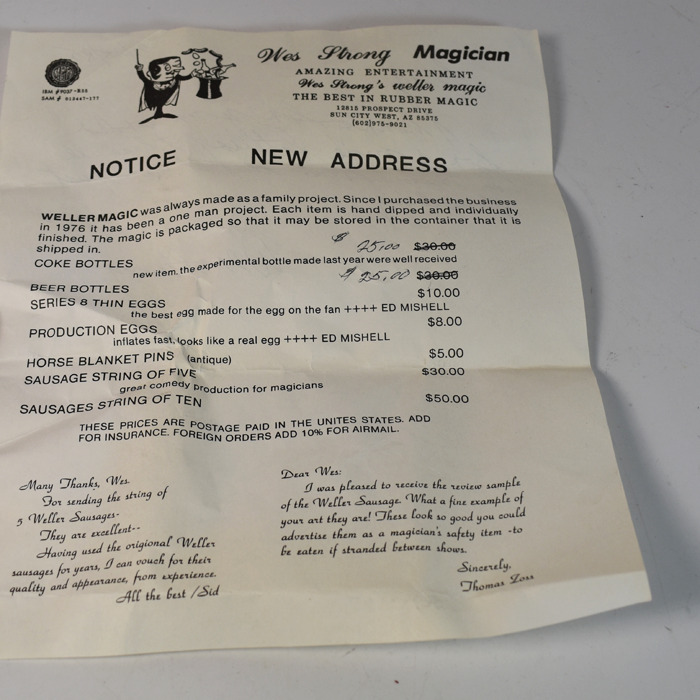 IBM
IBM # 9037-R33
SAM # 913447-177
Wes Strong Magician
AMAZING ENTERTAINMENT
Wes Strong's weller magic
THE BEST IN RUBBER MAGIC
12815 PROSPECT DRIVE
SUN CITY WEST, AZ 85375
(602)975-9021
NOTICE NEW ADDRESS
WELLER MAGIC was always made as a family project. Since I purchased the business
in 1976 it has been a one man project. Each item is hand dipped and individually
finished. The magic is packaged so that it may be stored in the container that it is
shipped in.
COKE BOTTLES $ 25,00 $30.00
new item. the experimental bottle made last year were well received
BEER BOTTLES $ 25,00 $30.00
SERIES 8 THIN EGGS $10.00
the best egg made for the egg on the fan ++++ ED MISHELL
PRODUCTION EGGS $8.00
inflates fast, looks like a real egg ++++ ED MISHELL
HORSE BLANKET PINS (antique) $5.00
SAUSAGE STRING OF FIVE $30.00
great comedy production for magicians
SAUSAGES STRING OF TEN $50.00
THESE PRICES ARE POSTAGE PAID IN THE UNITES STATES. ADD
FOR INSURANCE. FOREIGN ORDERS ADD 10% FOR AIRMAIL.
Many Thanks, Wes
For sending the string of
5 Weller Sausages-
They are excellent--
Having used the origional Weller
sausages for years, I can vouch for their
quality and appearance, from experience.
All the best /Sid
Dear Wes:
I was pleased to receive the review sample
of the Weller Sausage. What a fine example of
your art they are! These look so good you could
advertise them as a magician's safety item -to
be eaten if stranded between shows.
Sincerely,
Thomas Zoss